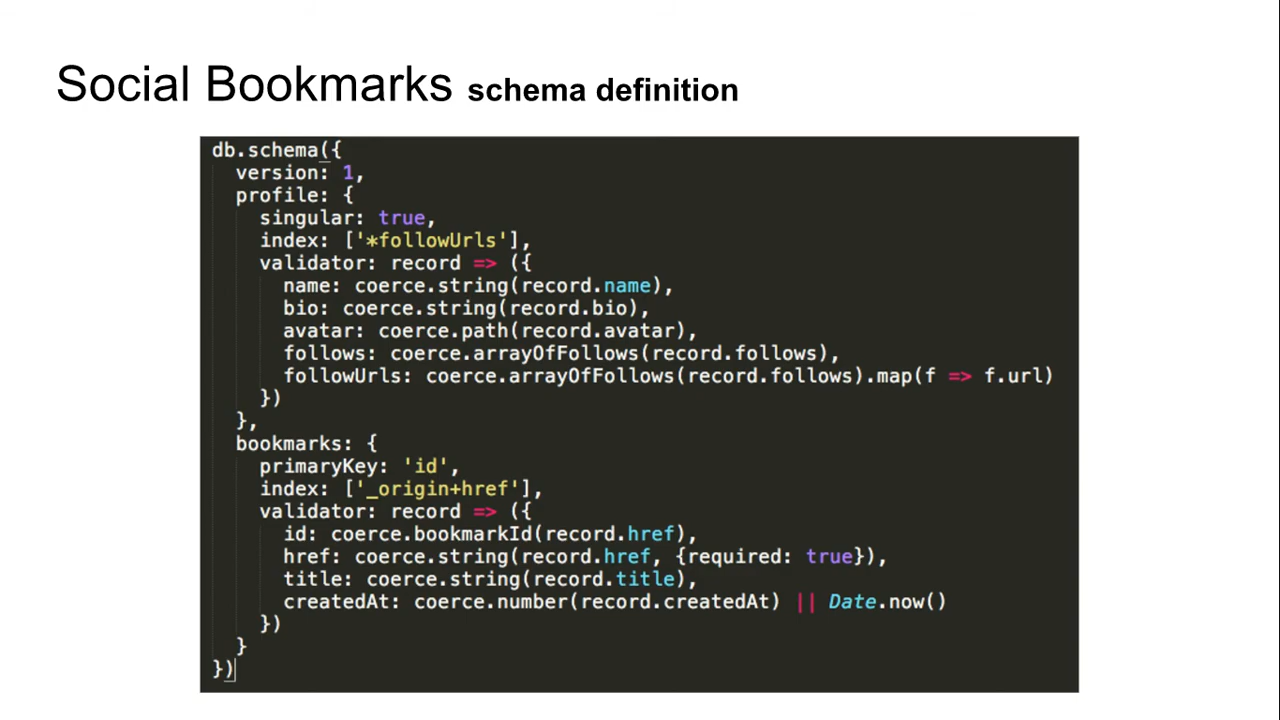 Social Bookmarks schema definition
db.schema({
  version: 1,
  profile: {
    singular: true,
    index: ['*followUrls'],
    validator: record => ({
      name: coerce.string(record.name),
      bio: coerce.string(record.bio),
      avatar: coerce.path(record.avatar),
      follows: coerce.arrayOfFollows(record.follows),
      followUrls: coerce.arrayOfFollows(record.follows).map(f => f.url)
    })
  },
  bookmarks: {
    primaryKey: 'id',
    index: ['_origin+href'],
    validator: record => ({
      id: coerce.bookmarkId(record.href),
      href: coerce.string(record.href, {required: true}),
      title: coerce.string(record.title),
      createdAt: coerce.number(record.createdAt) || Date.now()
    })
  }
})